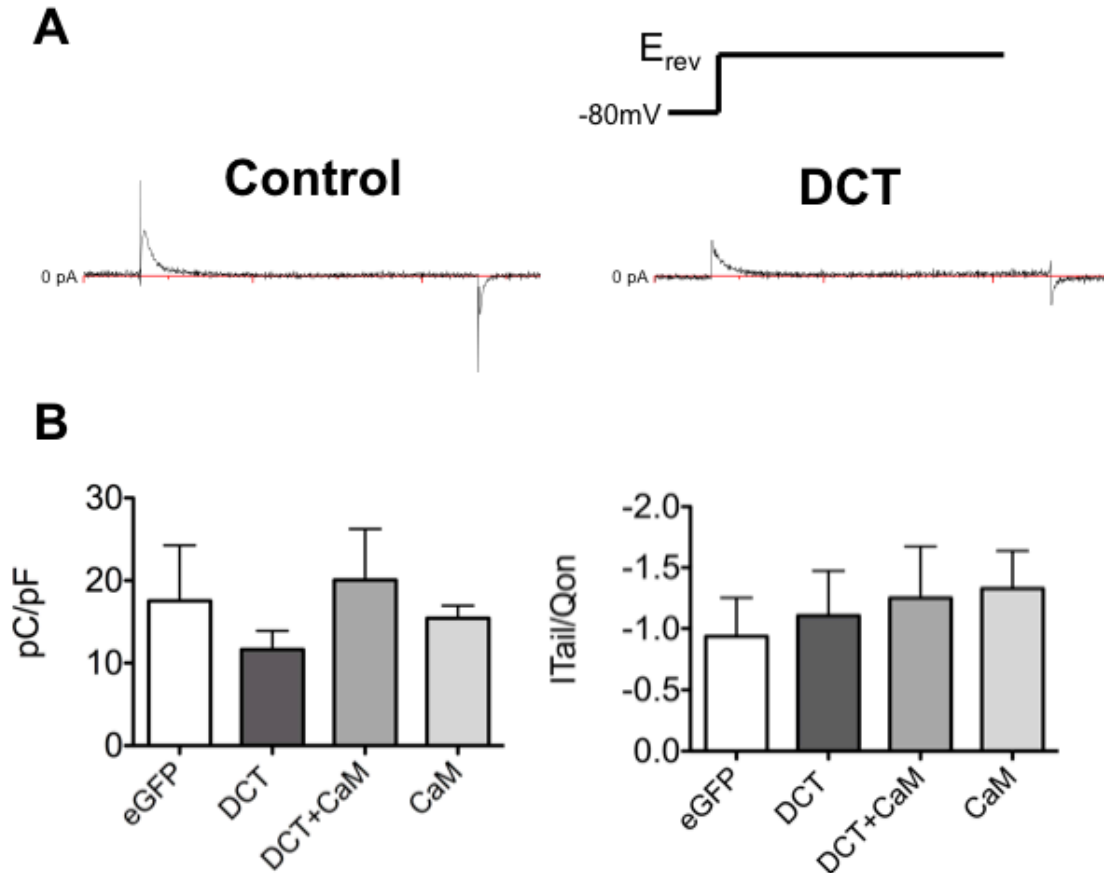 A
E_rev
-80mV
Control
DCT
0 pA
0 pA
B
30
20
10
0
pC/pF
eGFP
DCT
DCT+CaM
CaM
-2.0
-1.5
-1.0
-0.5
0.0
ITail/Qon
eGFP
DCT
DCT+CaM
CaM